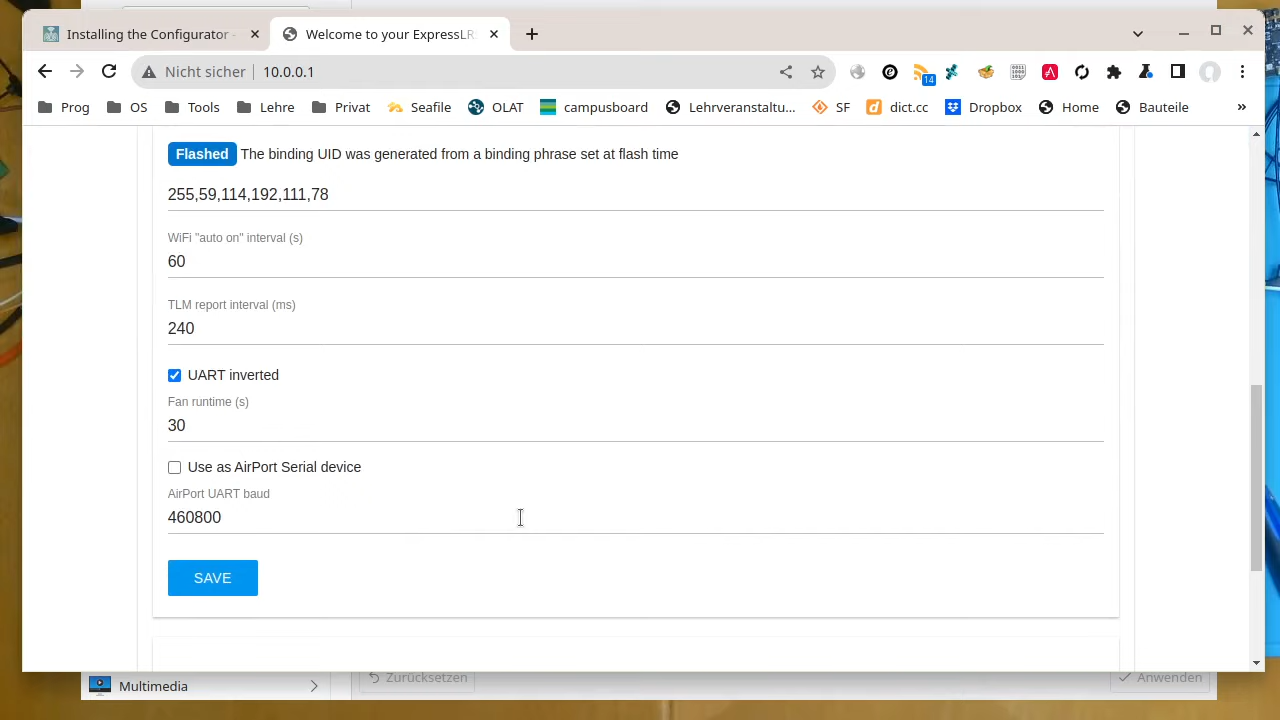 Installing the Configurator -
Welcome to your ExpressLR
Nicht sicher
10.0.0.1
14
Prog
OS
Tools
Lehre
Privat
Seafile
OLAT
campusboard
Lehrveranstaltu...
SF
dict.cc
Dropbox
Home
Bauteile
»
Flashed The binding UID was generated from a binding phrase set at flash time
255,59,114,192,111,78
WiFi "auto on" interval (s)
60
TLM report interval (ms)
240
UART inverted
Fan runtime (s)
30
Use as AirPort Serial device
AirPort UART baud
460800
SAVE
Multimedia
Zurücksetzen
Anwenden